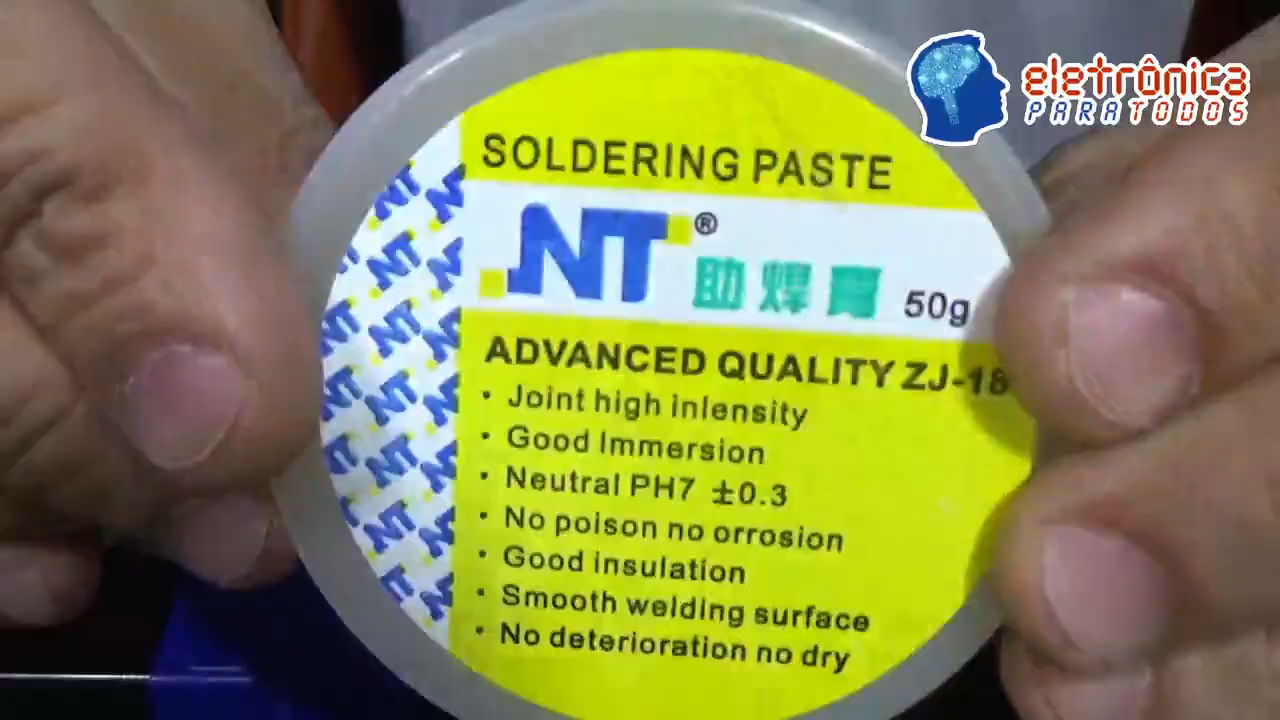 eletrônica
PARATODOS
SOLDERING PASTE
NT®
助焊膏 50g
ADVANCED QUALITY ZJ-18
• Joint high inlensity
• Good Immersion
• Neutral PH7 ±0.3
• No poison no orrosion
• Good insulation
• Smooth welding surface
• No deterioration no dry